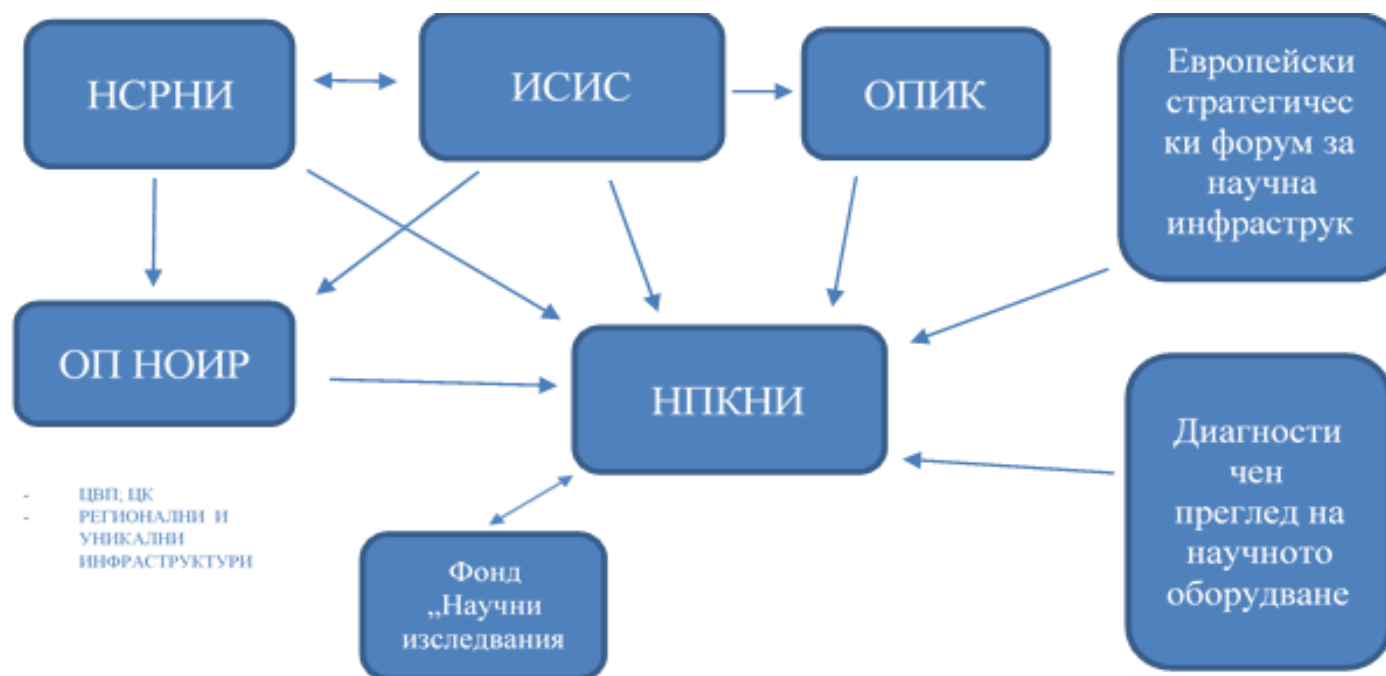 НСРНИ
ИСИС
ОПИК
Европейски
стратегичес
ки форум за
научна
инфраструк
ОП НОИР
НПКНИ
Диагности
чен
преглед на
научното
оборудване
- ЦВП; ЦК
- РЕГИОНАЛНИ И
УНИКАЛНИ
ИНФРАСТРУКТУРИ
Фонд
„Научни
изследвания